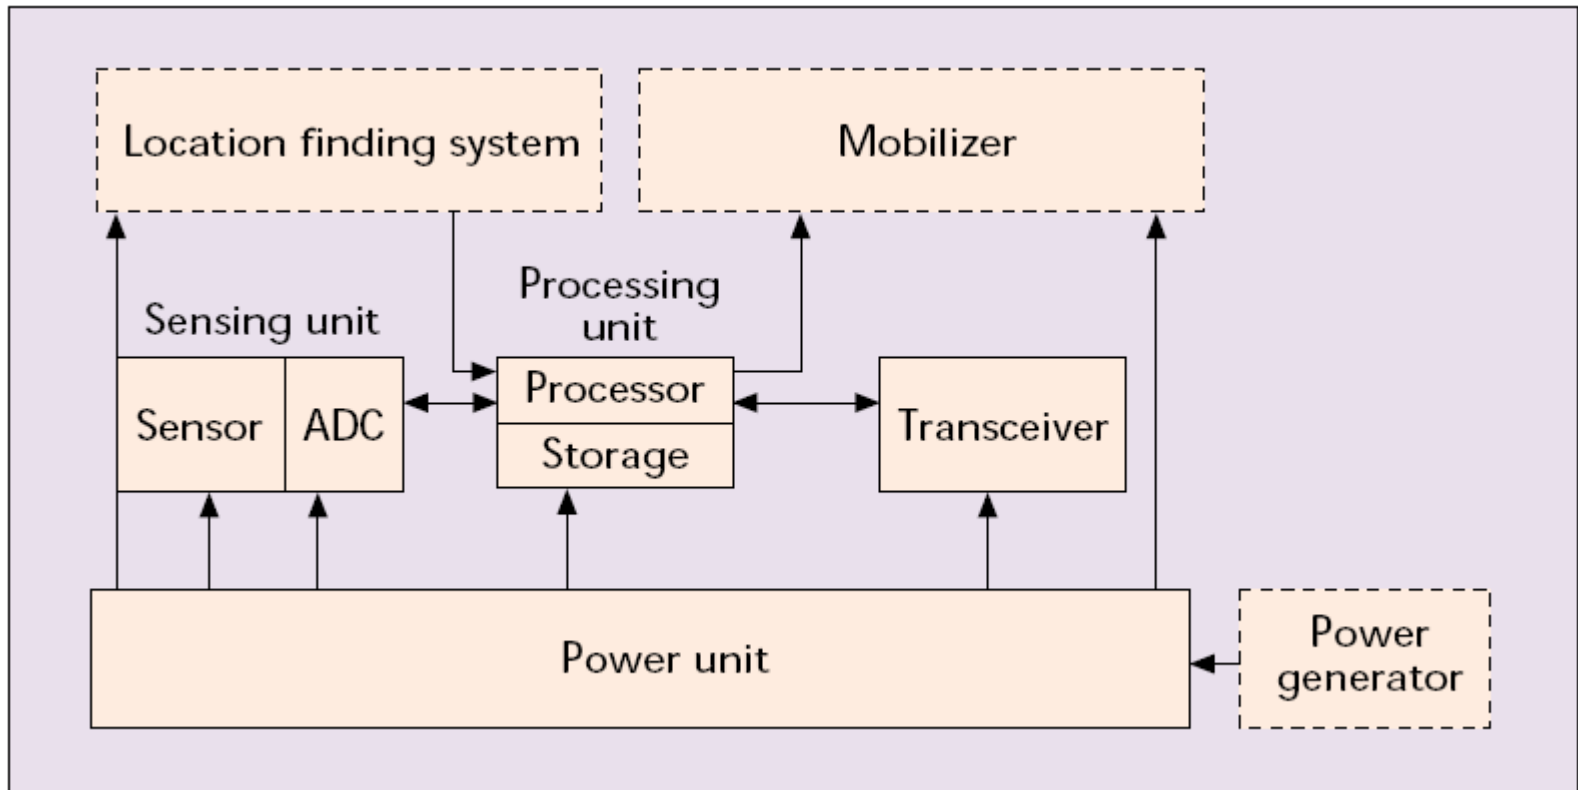 Location finding system
Mobilizer
Processing
unit
Sensing unit
Processor
Sensor
ADC
Transceiver
Storage
Power unit
Power
generator